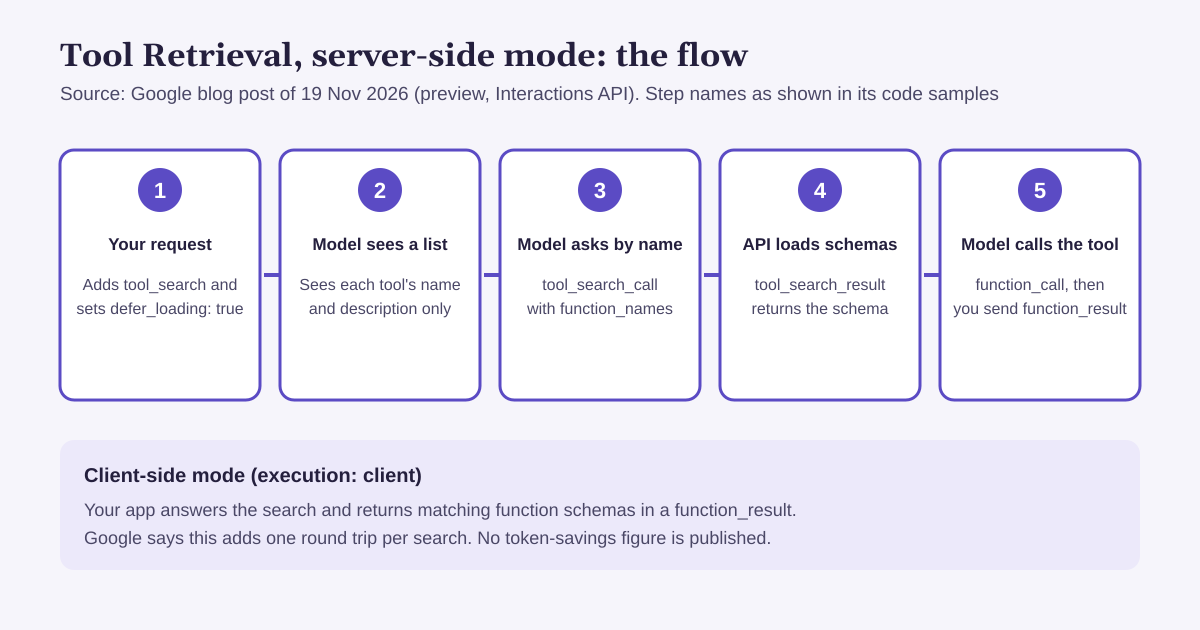 Tool Retrieval, server-side mode: the flow
Source: Google blog post of 19 Nov 2026 (preview, Interactions API). Step names as shown in its code samples
1
Your request
Adds tool_search and
sets defer_loading: true
2
Model sees a list
Sees each tool's name
and description only
3
Model asks by name
tool_search_call
with function_names
4
API loads schemas
tool_search_result
returns the schema
5
Model calls the tool
function_call, then
you send function_result
Client-side mode (execution: client)
Your app answers the search and returns matching function schemas in a function_result.
Google says this adds one round trip per search. No token-savings figure is published.